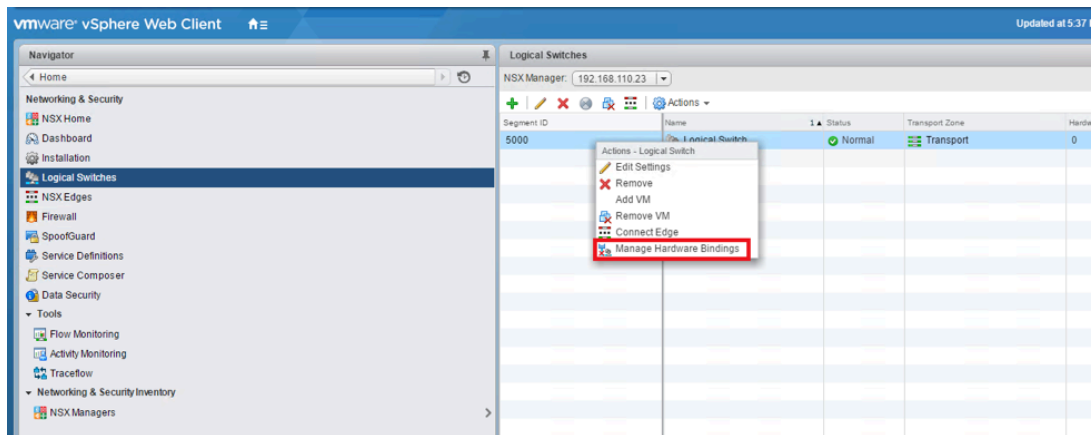 vmware® vSphere Web Client
Updated at 5:37
Navigator
Home
Networking & Security
NSX Home
Dashboard
Installation
Logical Switches
NSX Edges
Firewall
SpoofGuard
Service Definitions
Service Composer
Data Security
Tools
Flow Monitoring
Activity Monitoring
Traceflow
Networking & Security Inventory
NSX Managers
Logical Switches
NSX Manager: 192.168.110.23
Actions
Segment ID Name 1 Status Transport Zone Hardw
5000 Logical Switch Normal Transport 0
Actions - Logical Switch
Edit Settings
Remove
Add VM
Remove VM
Connect Edge
Manage Hardware Bindings